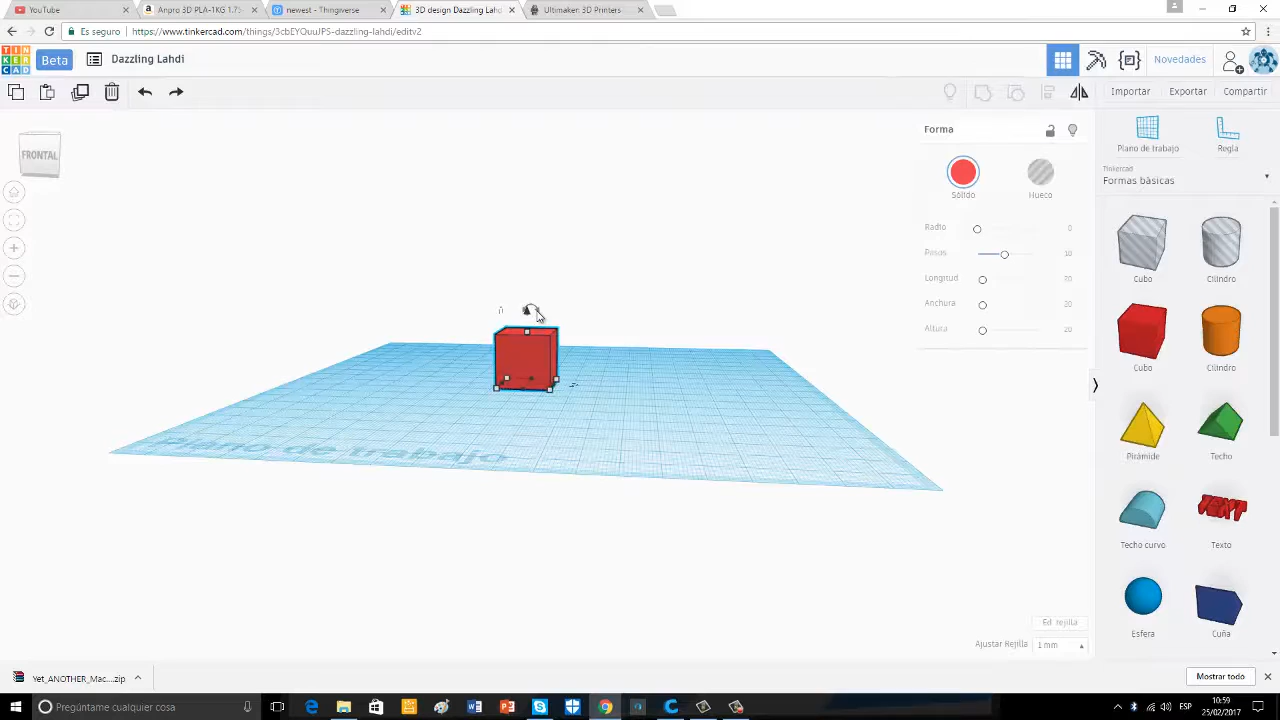 YouTube
Anpro 3D PLA-1KG 1.75
newest - Thingiverse
3D design Dazzling Lahdi
Ultimaker: 3D Printers
Es seguro
https://www.tinkercad.com/things/3cbEYQuuJPS-dazzling-lahdi/editv2
TINKERCAD
Beta
Dazzling Lahdi
Novedades
Importar
Exportar
Compartir
FRONTAL
Forma
Sólido
Hueco
Radio
0
Pasos
10
Longitud
20
Anchura
20
Altura
20
Plano de trabajo
Regla
Tinkercad
Formas básicas
Cubo
Cilindro
Cubo
Cilindro
Pirámide
Techo
Techo curvo
TEXT
Texto
Esfera
Cuña
plano de trabajo
Ed rejilla
Ajustar Rejilla
1 mm
Yet_ANOTHER_Mac....zip
Mostrar todo
Pregúntame cualquier cosa
ESP
10:59
25/02/2017